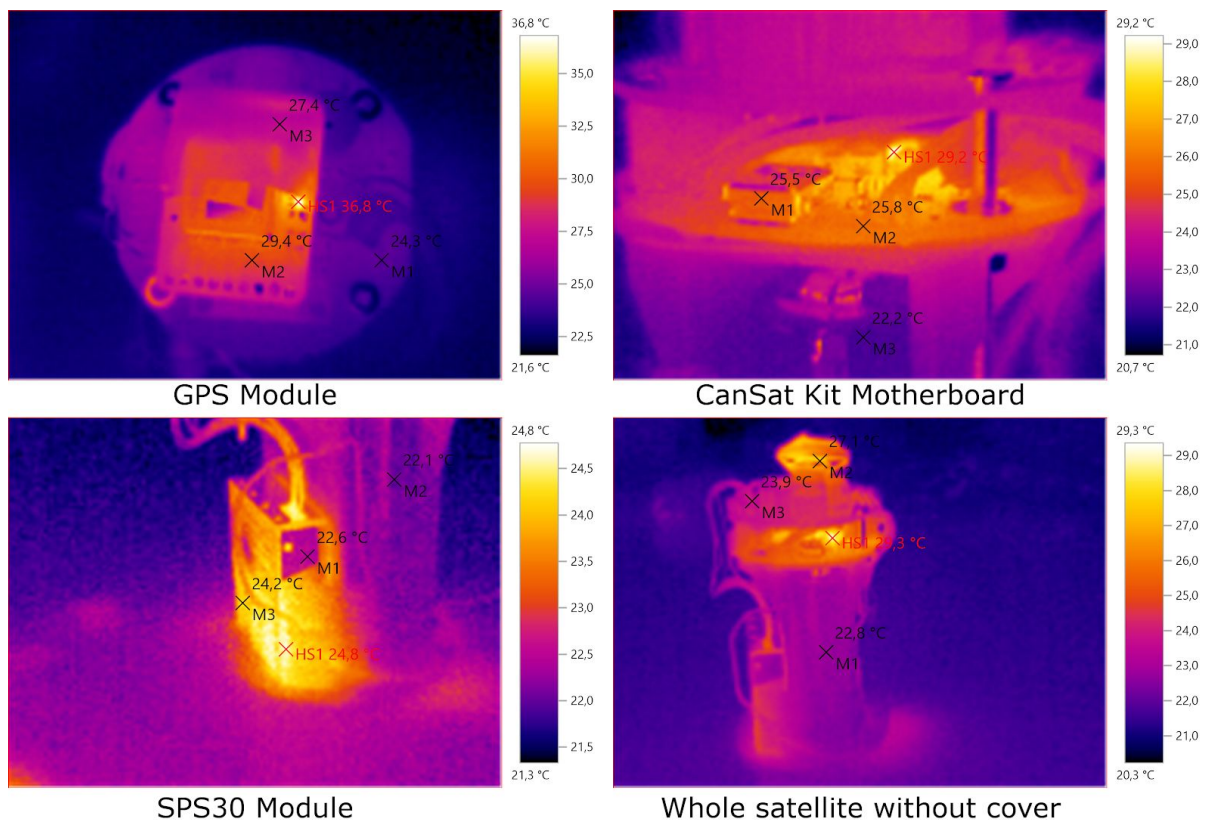 36,8 °C
35,0
32,5
30,0
27,5
25,0
22,5
21,6 °C
27,4 °C
M3
HS1 36,8 °C
29,4 °C
M2
24,3 °C
M1
GPS Module
29,2 °C
29,0
28,0
27,0
26,0
25,0
24,0
23,0
22,0
21,0
20,7 °C
HS1 29,2 °C
25,5 °C
M1
25,8 °C
M2
22,2 °C
M3
CanSat Kit Motherboard
24,8 °C
24,5
24,0
23,5
23,0
22,5
22,0
21,5
21,3 °C
22,1 °C
M2
22,6 °C
M1
24,2 °C
M3
HS1 24,8 °C
SPS30 Module
29,3 °C
29,0
28,0
27,0
26,0
25,0
24,0
23,0
22,0
21,0
20,3 °C
27,1 °C
M2
23,9 °C
M3
HS1 29,3 °C
22,8 °C
M1
Whole satellite without cover